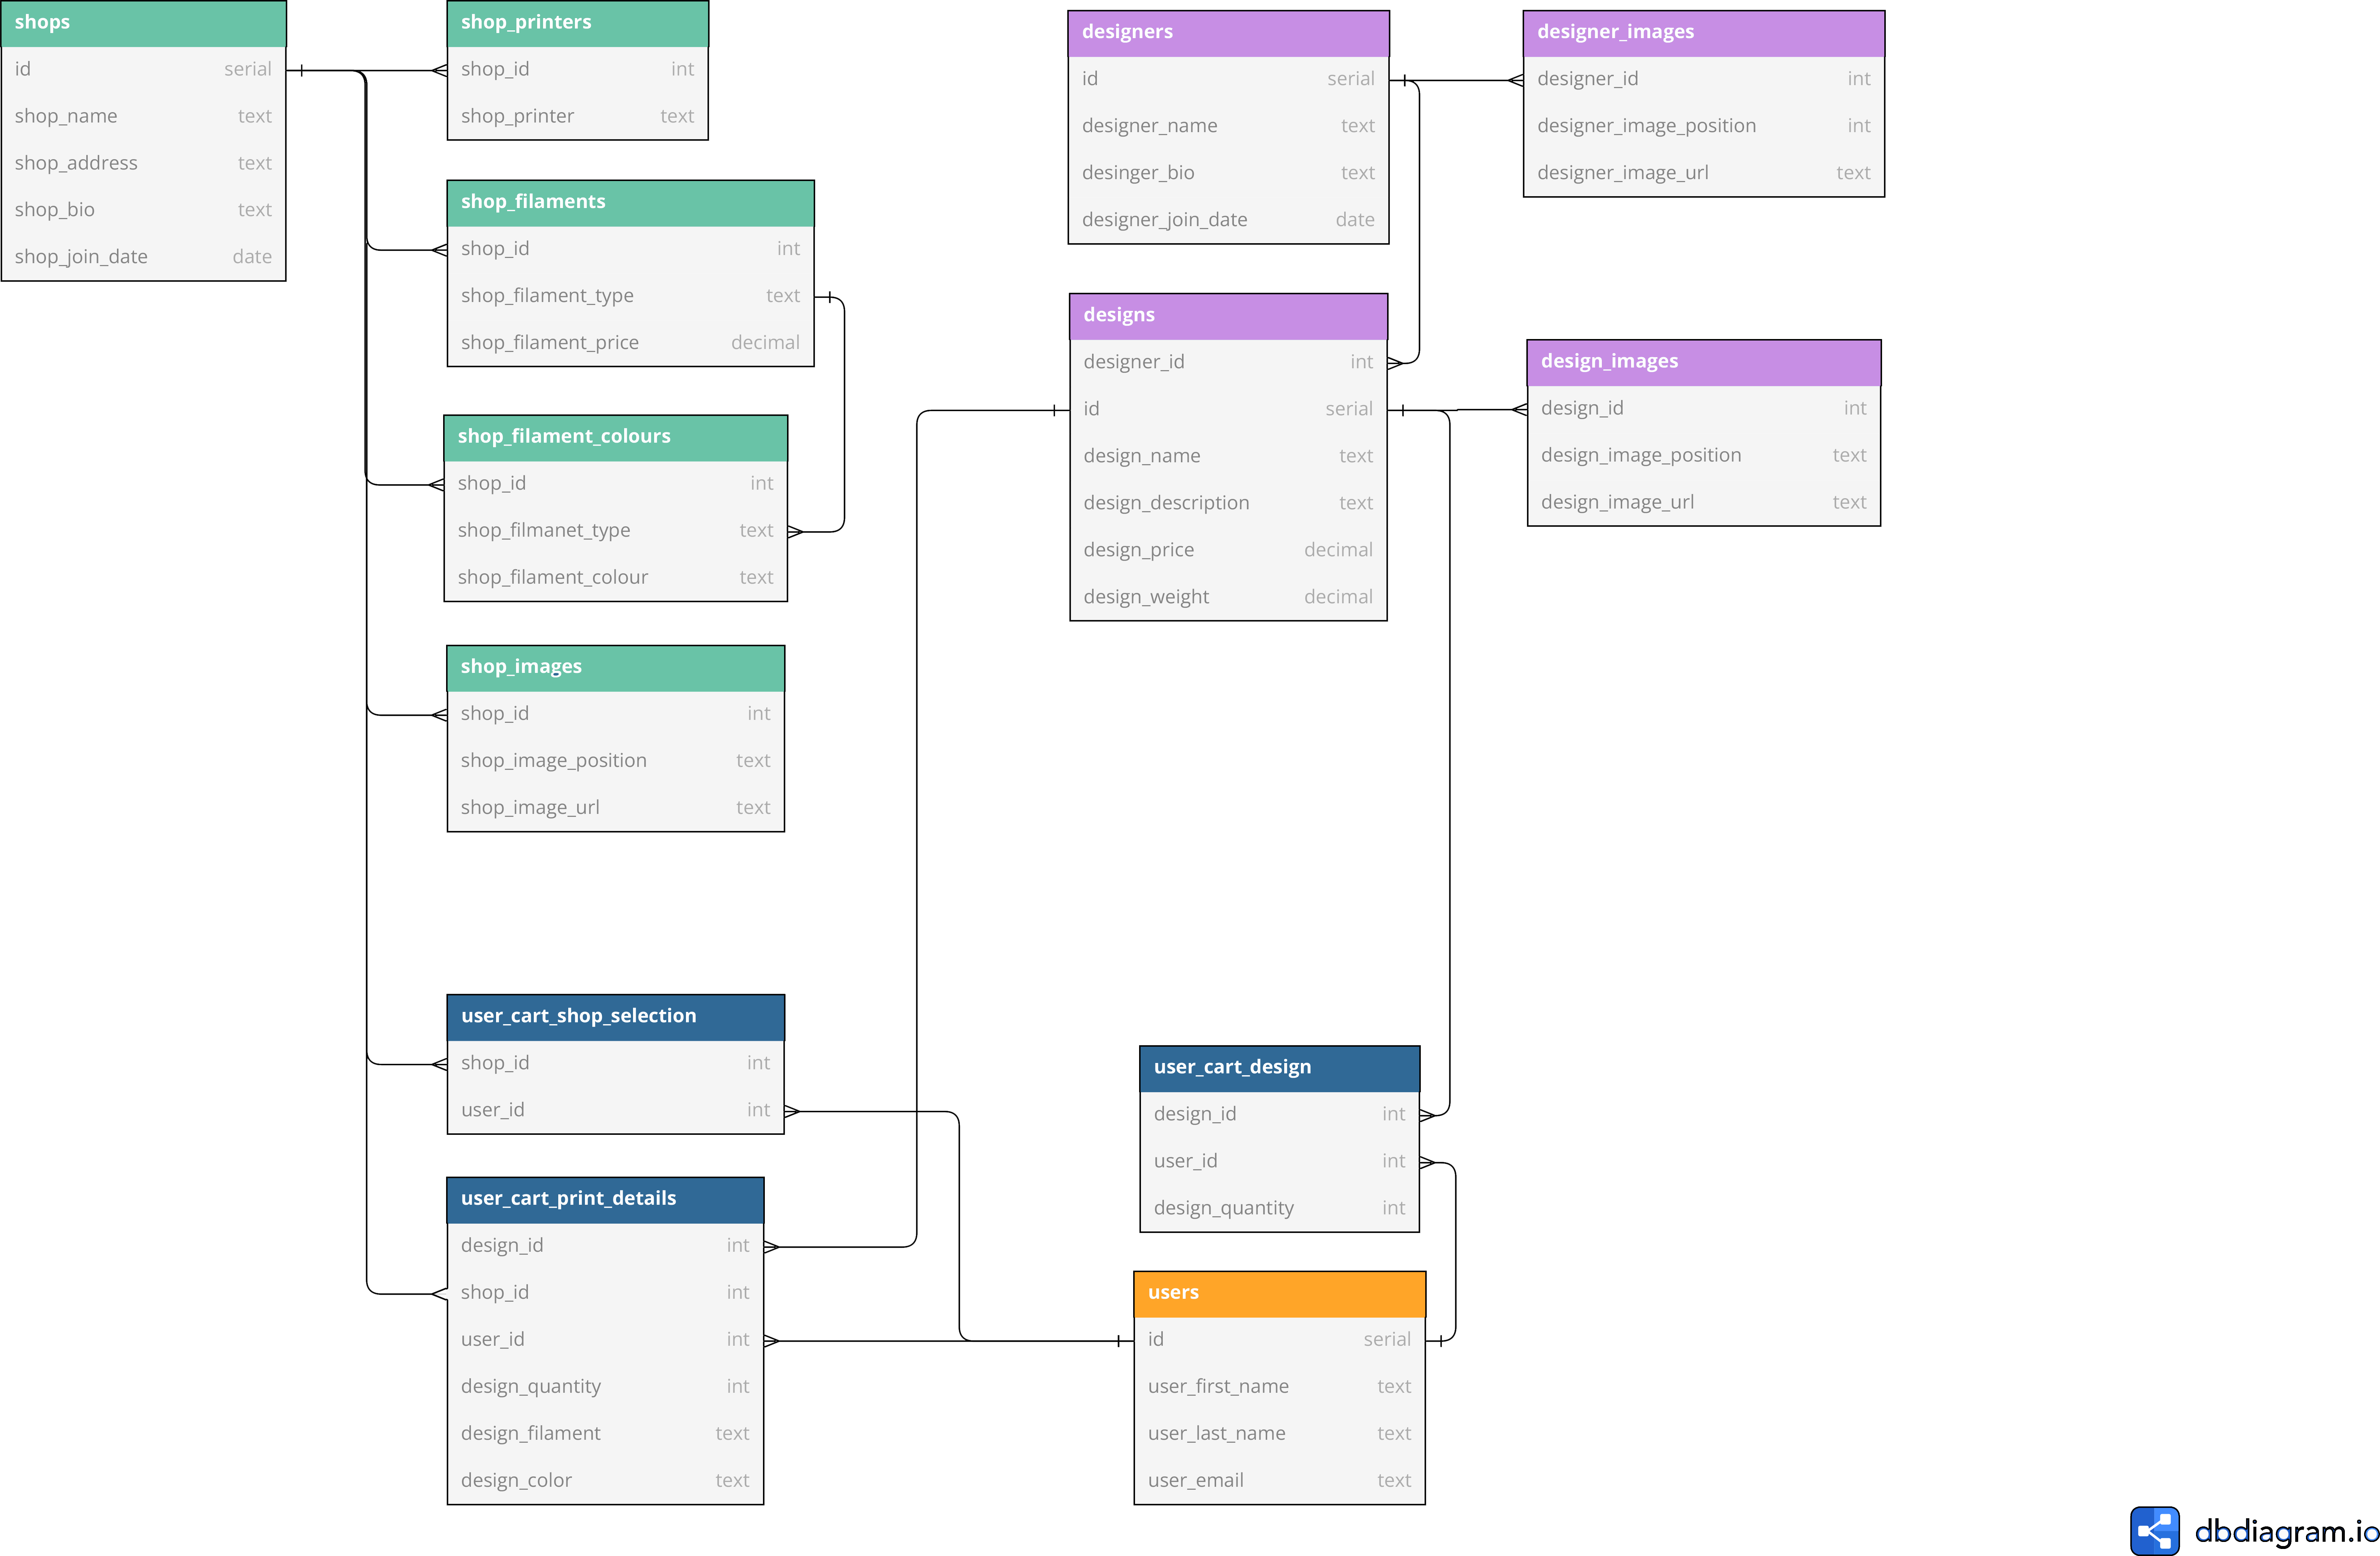 shops
id serial
shop_name text
shop_address text
shop_bio text
shop_join_date date
shop_printers
shop_id int
shop_printer text
shop_filaments
shop_id int
shop_filament_type text
shop_filament_price decimal
shop_filament_colours
shop_id int
shop_filmanet_type text
shop_filament_colour text
shop_images
shop_id int
shop_image_position text
shop_image_url text
user_cart_shop_selection
shop_id int
user_id int
user_cart_print_details
design_id int
shop_id int
user_id int
design_quantity int
design_filament text
design_color text
designers
id serial
designer_name text
desinger_bio text
designer_join_date date
designer_images
designer_id int
designer_image_position int
designer_image_url text
designs
designer_id int
id serial
design_name text
design_description text
design_price decimal
design_weight decimal
design_images
design_id int
design_image_position text
design_image_url text
user_cart_design
design_id int
user_id int
design_quantity int
users
id serial
user_first_name text
user_last_name text
user_email text
dbdiagram.io